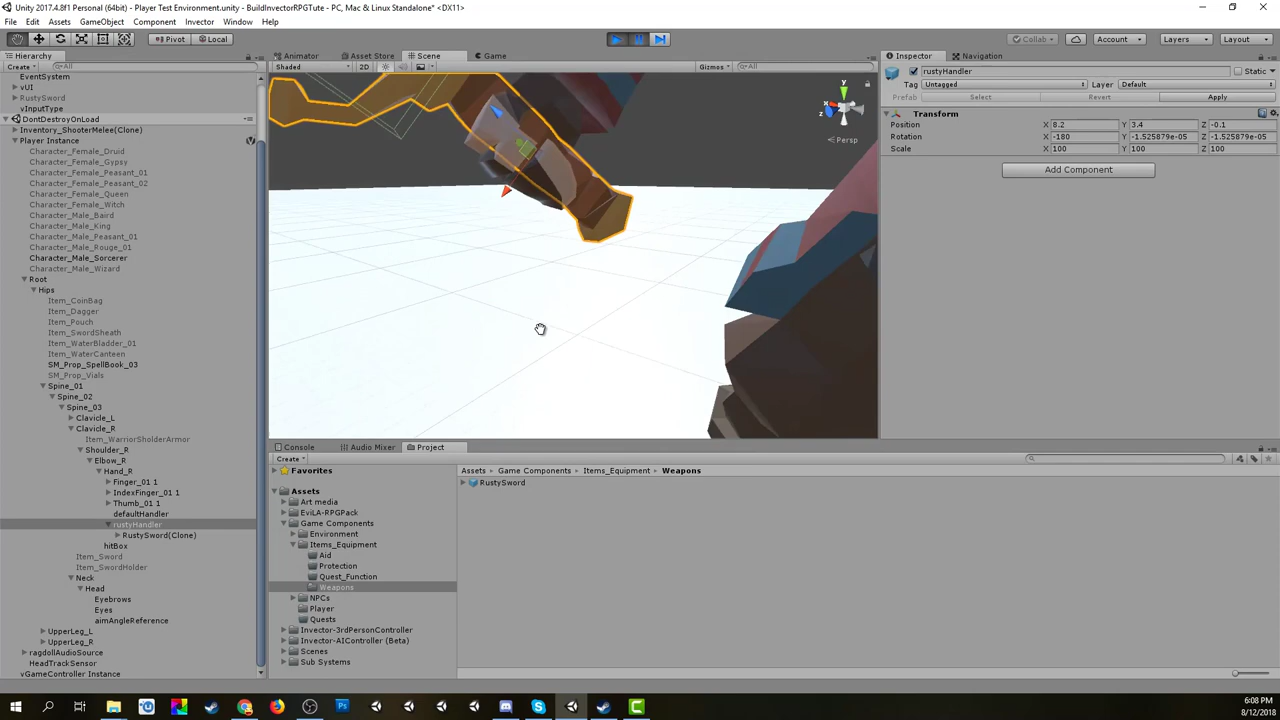 Unity 2017.4.8f1 Personal (64bit) - Player Test Environment.unity - BuildInvectorRPGTute - PC, Mac & Linux Standalone* <DX11>
File Edit Assets GameObject Component Invector Window Help
Pivot Local Collab Account Layers Layout
Hierarchy Animator Asset Store Scene Game Inspector Navigation
Create All Shaded 2D Gizmos All
rustyHandler Static
Tag Untagged Layer Default
Prefab Select Revert Apply
Transform
Position X 8.2 Y 3.4 Z -0.1
Rotation X -180 Y -1.525879e-05 Z -1.525879e-05
Scale X 100 Y 100 Z 100
Add Component
y
x
z
Persp
EventSystem
vUI
RustySword
vInputType
DontDestroyOnLoad
Inventory_ShooterMelee(Clone)
Player Instance
Character_Female_Druid
Character_Female_Gypsy
Character_Female_Peasant_01
Character_Female_Peasant_02
Character_Female_Queen
Character_Female_Witch
Character_Male_Baird
Character_Male_King
Character_Male_Peasant_01
Character_Male_Rouge_01
Character_Male_Sorcerer
Character_Male_Wizard
Root
Hips
Item_CoinBag
Item_Dagger
Item_Pouch
Item_SwordSheath
Item_WaterBladder_01
Item_WaterCanteen
SM_Prop_SpellBook_03
SM_Prop_Vials
Spine_01
Spine_02
Spine_03
Clavicle_L
Clavicle_R
Item_WarriorSholderArmor
Shoulder_R
Elbow_R
Hand_R
Finger_01 1
IndexFinger_01 1
Thumb_01 1
defaultHandler
rustyHandler
RustySword(Clone)
hitBox
Item_Sword
Item_SwordHolder
Neck
Head
Eyebrows
Eyes
aimAngleReference
UpperLeg_L
UpperLeg_R
ragdollAudioSource
HeadTrackSensor
vGameController Instance
Console Audio Mixer Project
Create
Favorites
Assets
Art media
EviLA-RPGPack
Game Components
Environment
Items_Equipment
Aid
Protection
Quest_Function
Weapons
NPCs
Player
Quests
Invector-3rdPersonController
Invector-AIController (Beta)
Scenes
Sub Systems
Assets Game Components Items_Equipment Weapons
RustySword
6:08 PM
8/12/2018